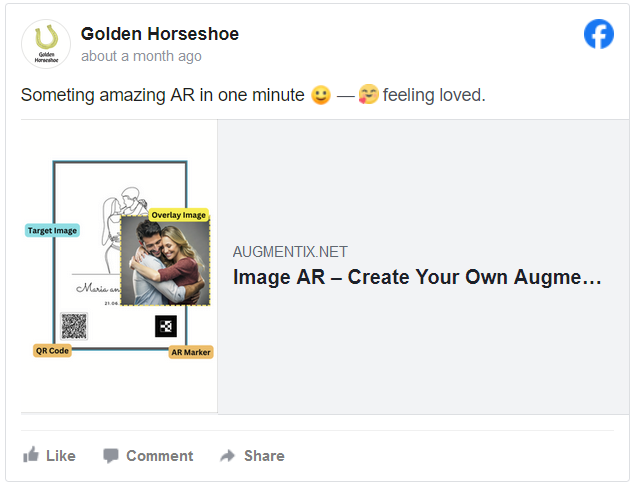 Golden Horseshoe
about a month ago
Golden
Horseshoe
Someting amazing AR in one minute 🙂 — 🥰 feeling loved.
Overlay Image
Target Image
Maria an
21.06
QR Code
AR Marker
AUGMENTIX.NET
Image AR – Create Your Own Augme...
Like
Comment
Share